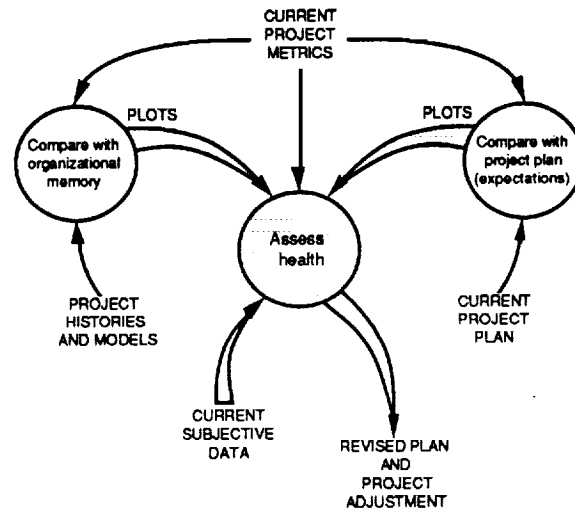 CURRENT
PROJECT
METRICS
PLOTS
PLOTS
Compare with
organizational
memory
Compare with
project plan
(expectations)
Assess
health
PROJECT
HISTORIES
AND MODELS
CURRENT
PROJECT
PLAN
CURRENT
SUBJECTIVE
DATA
REVISED PLAN
AND
PROJECT
ADJUSTMENT